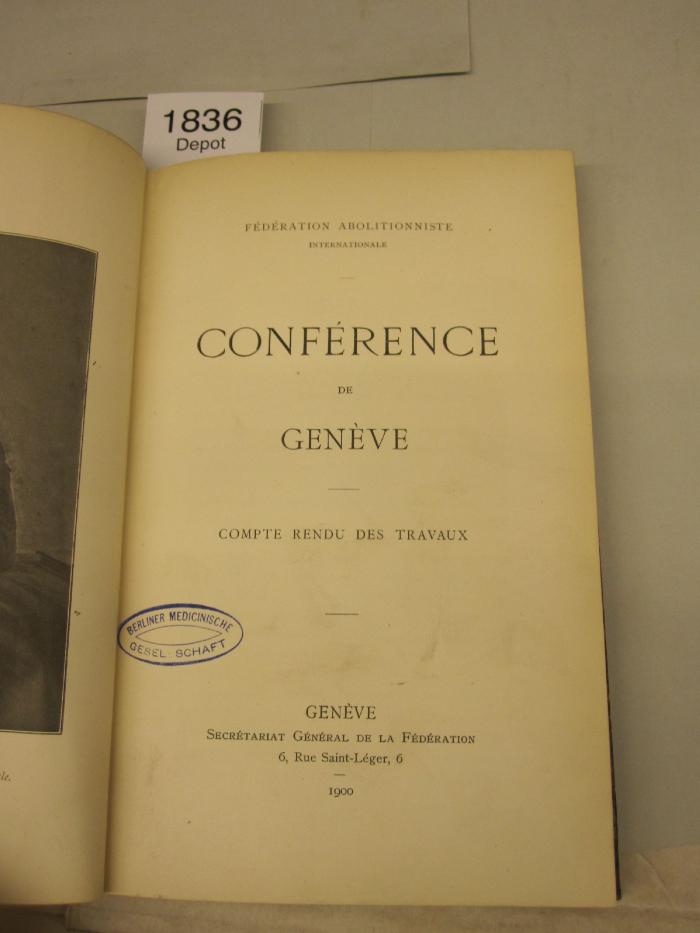 1836
Depot
FÉDÉRATION ABOLITIONNISTE
INTERNATIONALE
CONFÉRENCE
DE
GENÈVE
COMPTE RENDU DES TRAVAUX
BERLINER MEDICINISCHE
GESEL SCHAFT
GENÈVE
SECRÉTARIAT GÉNÉRAL DE LA FÉDÉRATION
6, Rue Saint-Léger, 6
1900